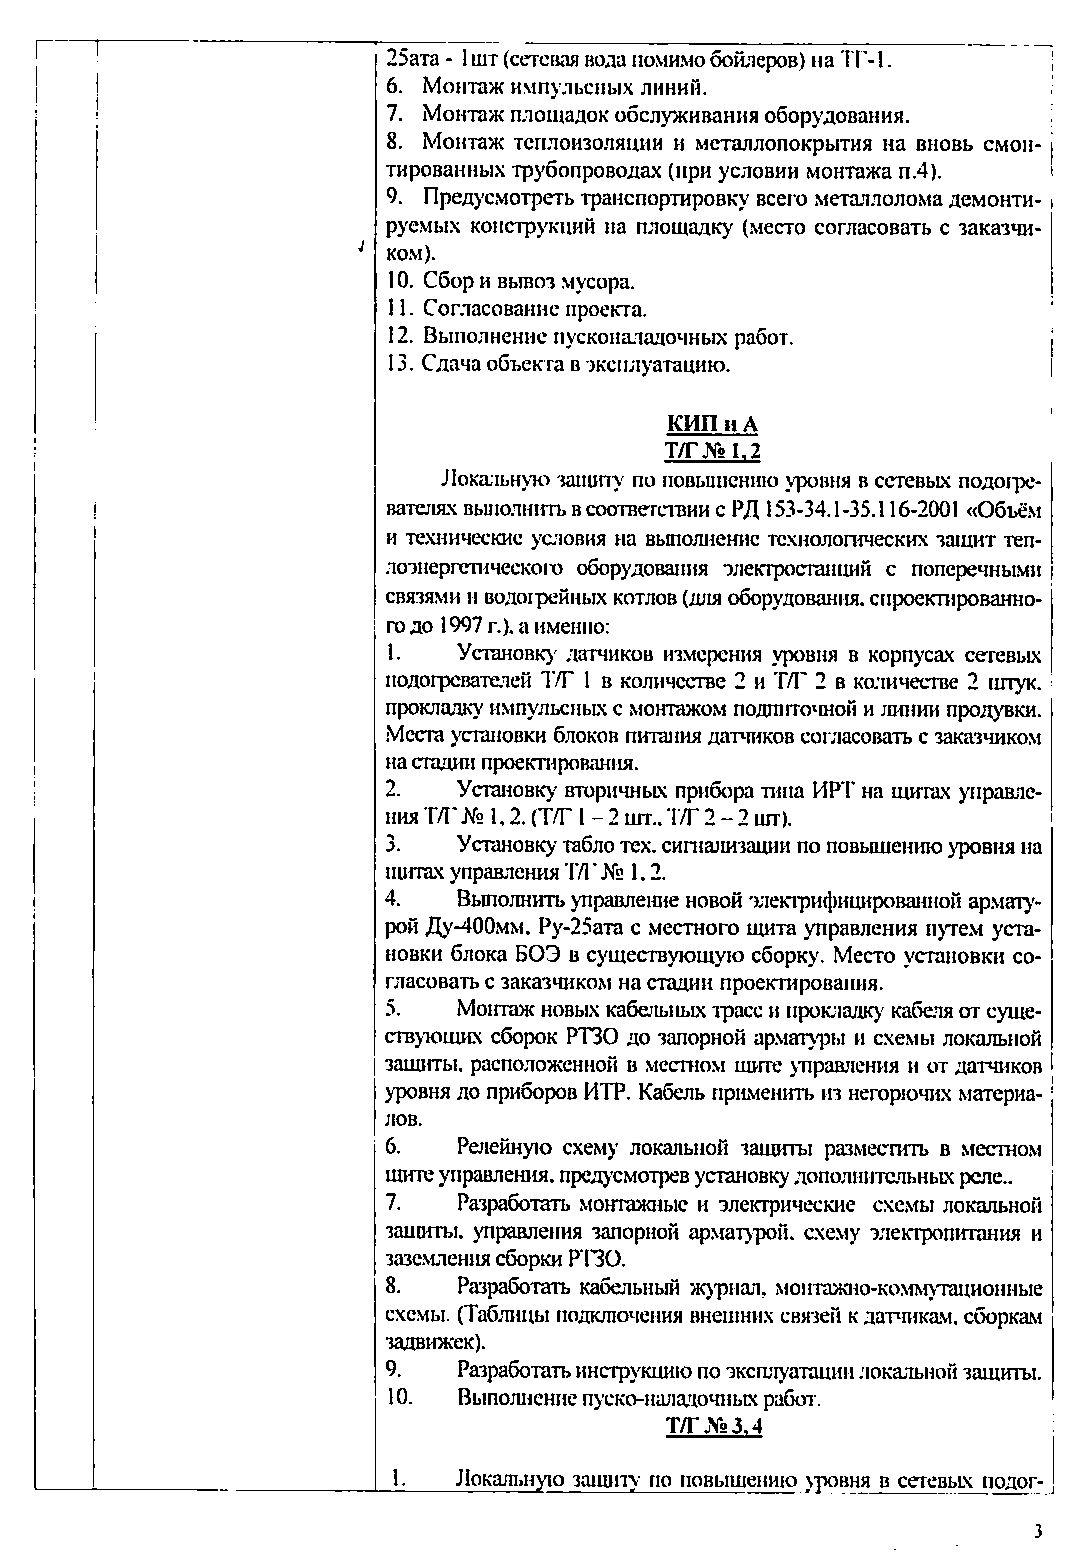 25ата - 1шт (сетевая вода помимо бойлеров) на ТГ-1.
6. Монтаж импульсных линий.
7. Монтаж площадок обслуживания оборудования.
8. Монтаж теплоизоляции и металлопокрытия на вновь смон-
тированных трубопроводах (при условии монтажа п.4).
9. Предусмотреть транспортировку всего металлолома демонти-
руемых конструкций на площадку (место согласовать с заказчи-
ком).
10. Сбор и вывоз мусора.
11. Согласование проекта.
12. Выполнение пусконаладочных работ.
13. Сдача объекта в эксплуатацию.
КИП и А
Т/Г № 1,2
Локальную защиту по повышению уровня в сетевых подогре-
вателях выполнить в соответствии с РД 153-34.1-35.116-2001 «Объём
и технические условия на выполнение технологических защит теп-
лоэнергетического оборудования электростанций с поперечными
связями и водогрейных котлов (для оборудования, спроектированно-
го до 1997 г.), а именно:
1. Установку датчиков измерения уровня в корпусах сетевых
подогревателей Т/Г 1 в количестве 2 и Т/Г 2 в количестве 2 штук,
прокладку импульсных с монтажом подпиточной и линии продувки.
Места установки блоков питания датчиков согласовать с заказчиком
на стадии проектирования.
2. Установку вторичных прибора типа ИРТ на щитах управле-
ния Т/Г № 1, 2. (Т/Г 1 – 2 шт., Т/Г 2 – 2 шт).
3. Установку табло тех. сигнализации по повышению уровня на
щитах управления Т/Г № 1, 2.
4. Выполнить управление новой электрифицированной армату-
рой Ду-400мм, Ру-25ата с местного щита управления путем уста-
новки блока БОЭ в существующую сборку. Место установки со-
гласовать с заказчиком на стадии проектирования.
5. Монтаж новых кабельных трасс и прокладку кабеля от суще-
ствующих сборок РТЗО до запорной арматуры и схемы локальной
защиты, расположенной в местном щите управления и от датчиков
уровня до приборов ИТР. Кабель применить из негорючих материа-
лов.
6. Релейную схему локальной защиты разместить в местном
щите управления, предусмотрев установку дополнительных реле..
7. Разработать монтажные и электрические схемы локальной
защиты, управления запорной арматурой, схему электропитания и
заземления сборки РТЗО.
8. Разработать кабельный журнал, монтажно-коммутационные
схемы. (Таблицы подключения внешних связей к датчикам, сборкам
задвижек).
9. Разработать инструкцию по эксплуатации локальной защиты.
10. Выполнение пуско-наладочных работ.
Т/Г № 3,4
1. Локальную защиту по повышению уровня в сетевых подог-
3